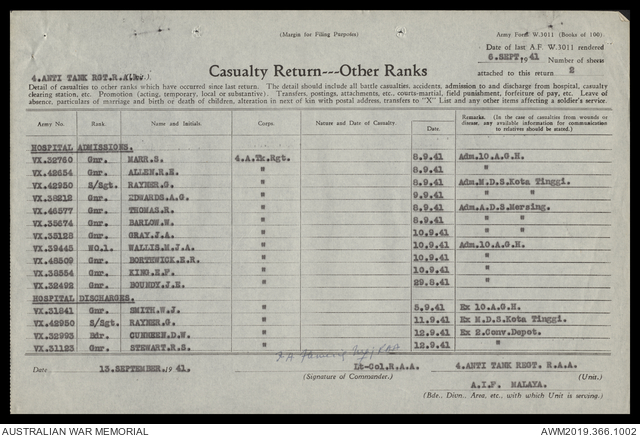 (Margin for Filing Purposes)
Army Form W.3011 (Books of 100)
Date of last A.F. W.3011 rendered
6.SEPT, 1941 Number of sheets
attached to this return 2
4.ANTI TANK RGT.R.A.
Casualty Return---Other Ranks
Detail of casualties to other ranks which have occurred since last return. The detail should include all battle casualties, accidents, admission to and discharge from hospital, casualty
clearing station, etc. Promotion (acting, temporary, local or substantive). Transfers, postings, attachments, etc., courts-martial, field punishment, forfeiture of pay, etc. Leave of
absence, particulars of marriage and birth or death of children, alteration in next of kin with postal address, transfers to "X" List and any other items affecting a soldier's service.
Army No. Rank. Name and Initials. Corps. Nature and Date of Casualty. Date. Remarks. (In the case of casualties from wounds or disease, any available information for communication to relatives should be stated.)
HOSPITAL ADMISSIONS.
VX.32760 Gnr. MARR.S. 4.A.Tk.Rgt. 8.9.41 Adm.10.A.G.H.
VX.42654 Gnr. ALLEN.R.E. " 8.9.41 "
VX.42950 S/Sgt. RAYNER.G. " 8.9.41 Adm.M.D.S.Kota Tinggi.
VX.38212 Gnr. EDWARDS.A.G. " 9.9.41 " "
VX.46577 Gnr. THOMAS.R. " 8.9.41 Adm.A.D.S.Mersing.
VX.35674 Gnr. BARLOW.W. " 8.9.41 " "
VX.35128 Gnr. GRAY.J.A. " 10.9.41 " "
VX.39445 WO.1. WALLIS.H.J.A. " 10.9.41 Adm.10.A.G.H.
VX.48509 Gnr. BORTHWICK.E.R. " 10.9.41 "
VX.38554 Gnr. KING.E.F. " 10.9.41 "
VX.32492 Gnr. BOUNDY.J.E. " 29.8.41 "
HOSPITAL DISCHARGES.
VX.31841 Gnr. SMITH.W.J. " 5.9.41 Ex 10.A.G.H.
VX.42950 S/Sgt. RAYNER.G. " 11.9.41 Ex M.D.S.Kota Tinggi.
VX.32993 Bdr. GUNREEN.D.W. " 12.9.41 Ex 2.Conv.Depot.
VX.31123 Gnr. STEWART.R.S. " 12.9.41 "
Date 13.SEPTEMBER.1941. Lt-Col.R.A.A. 4.ANTI TANK REGT. R.A.A.
(Signature of Commander.) (Unit.)
A.I.F. MALAYA.
(Bde., Divn., Area, etc., with which Unit is serving.)
AUSTRALIAN WAR MEMORIAL AWM2019.366.1002